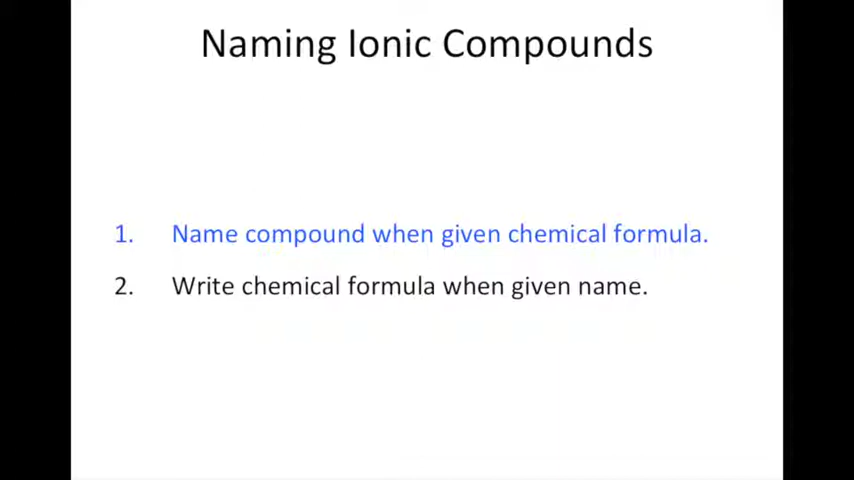 Naming Ionic Compounds
1. Name compound when given chemical formula.
2. Write chemical formula when given name.